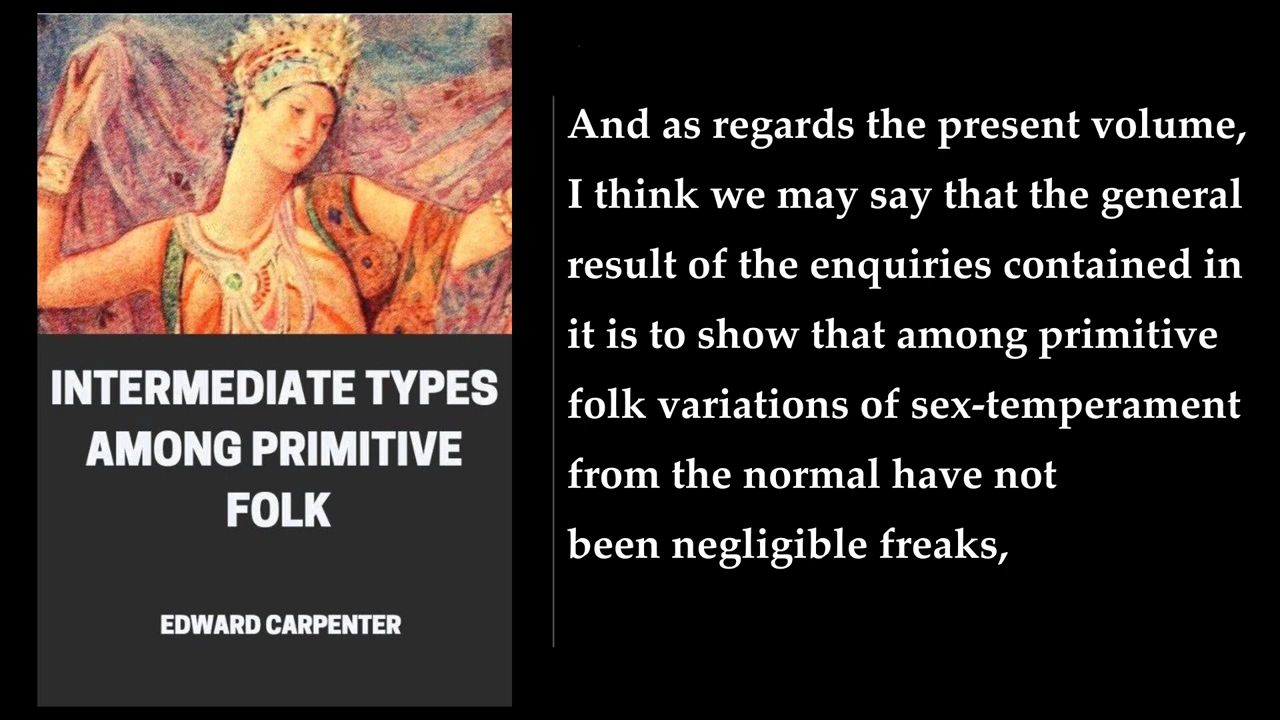 INTERMEDIATE TYPES
AMONG PRIMITIVE
FOLK
EDWARD CARPENTER
And as regards the present volume,
I think we may say that the general
result of the enquiries contained in
it is to show that among primitive
folk variations of sex-temperament
from the normal have not
been negligible freaks,